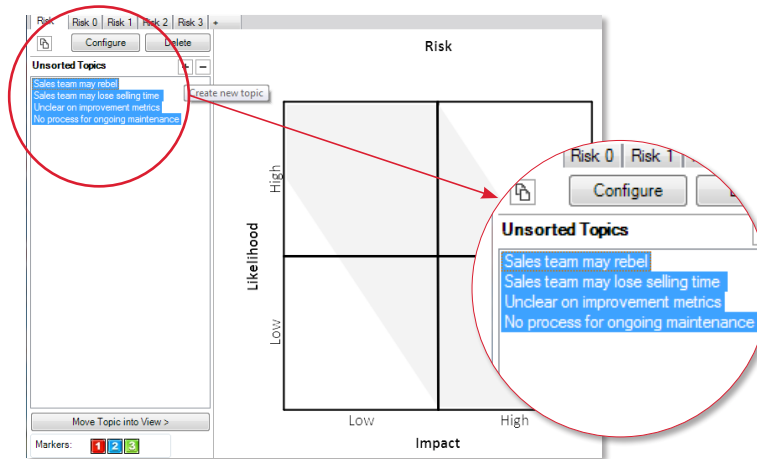 Risk Risk 0 Risk 1 Risk 2 Risk 3 +
Configure Delete
Unsorted Topics + −
Sales team may rebel
Sales team may lose selling time
Unclear on improvement metrics
No process for ongoing maintenance
Create new topic
Move Topic into View >
Markers: 1 2 3
Risk
High
Likelihood
Low
Low High
Impact
Risk 0 Risk 1
Configure
Unsorted Topics
Sales team may rebel
Sales team may lose selling time
Unclear on improvement metrics
No process for ongoing maintenance